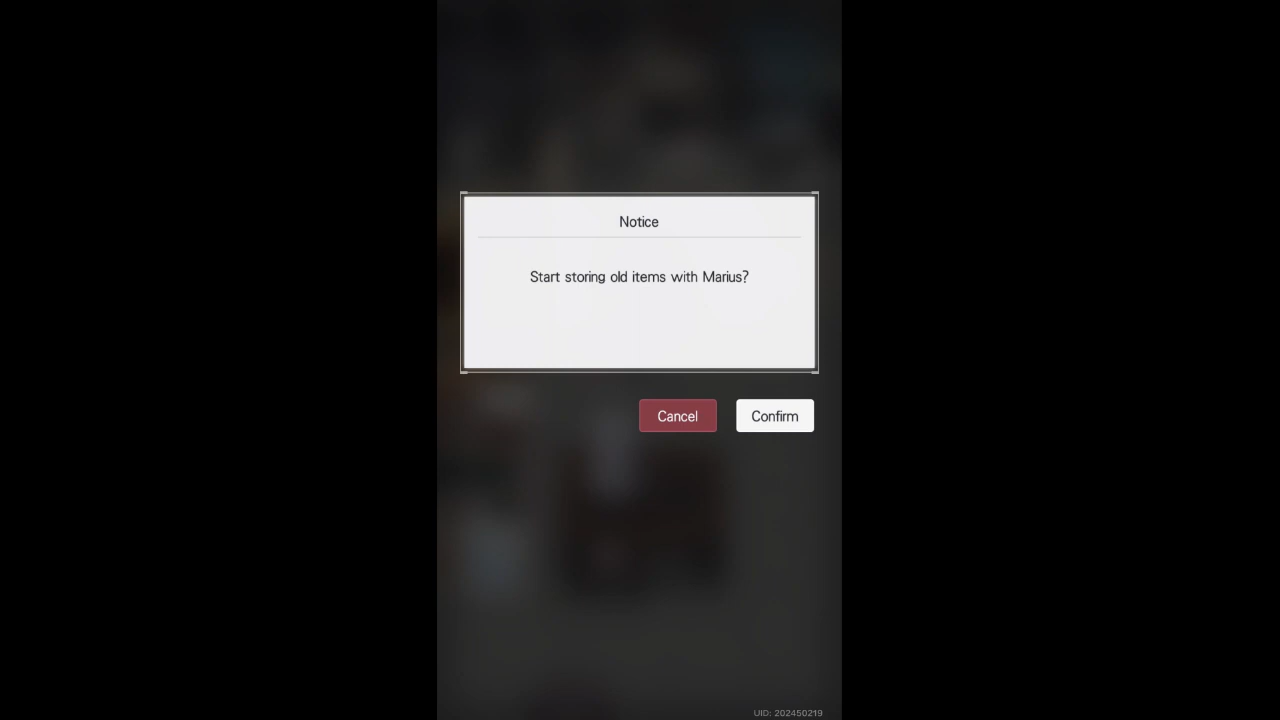 Notice
Start storing old items with Marius?
Cancel
Confirm
UID: 202450219